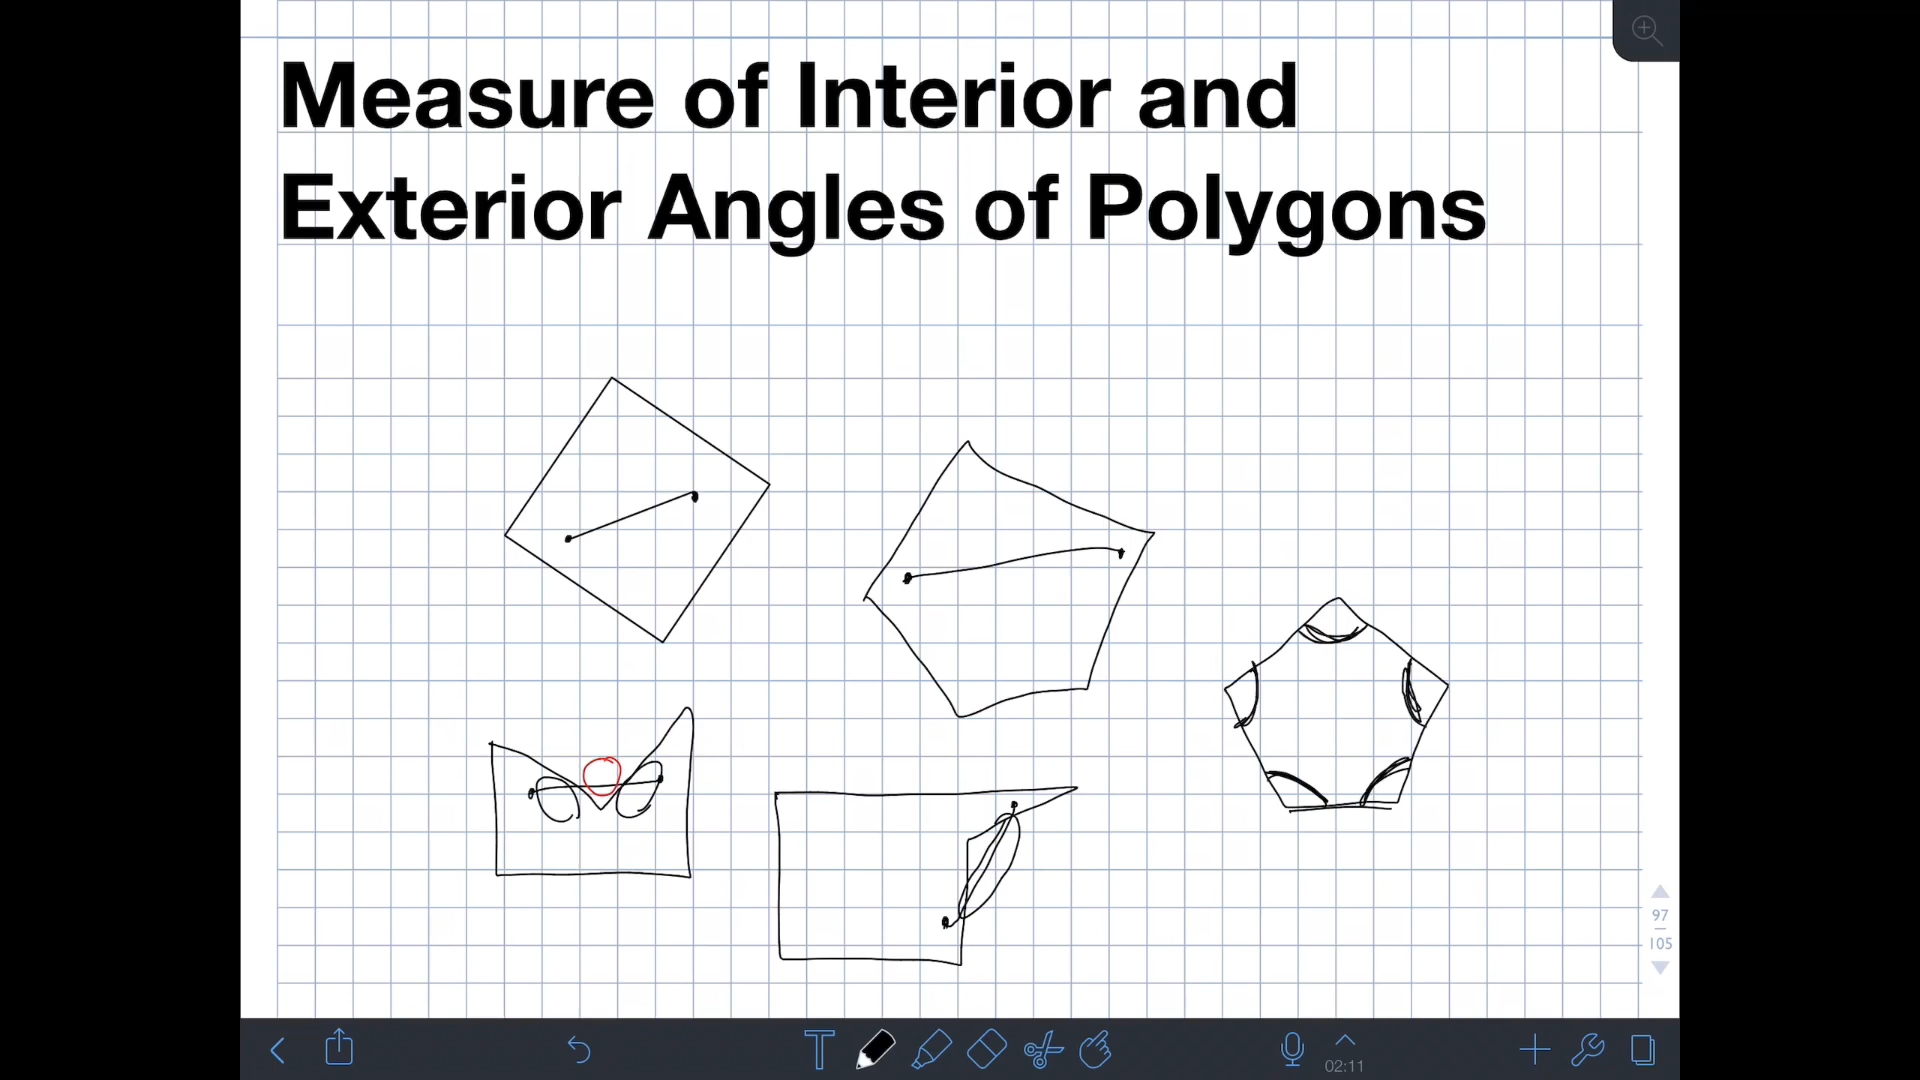 Measure of Interior and
Exterior Angles of Polygons
97
105
02:11